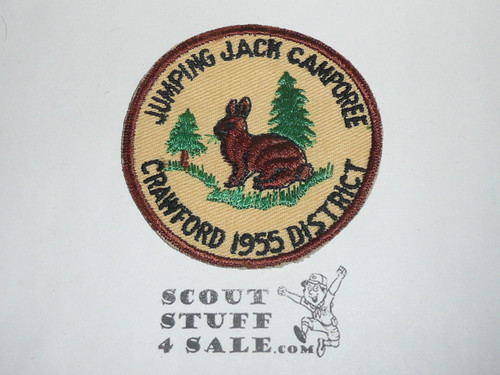 JUMPING JACK CAMPOREE
CRAWFORD 1955 DISTRICT
SCOUT
STUFF
4 SALE.COM